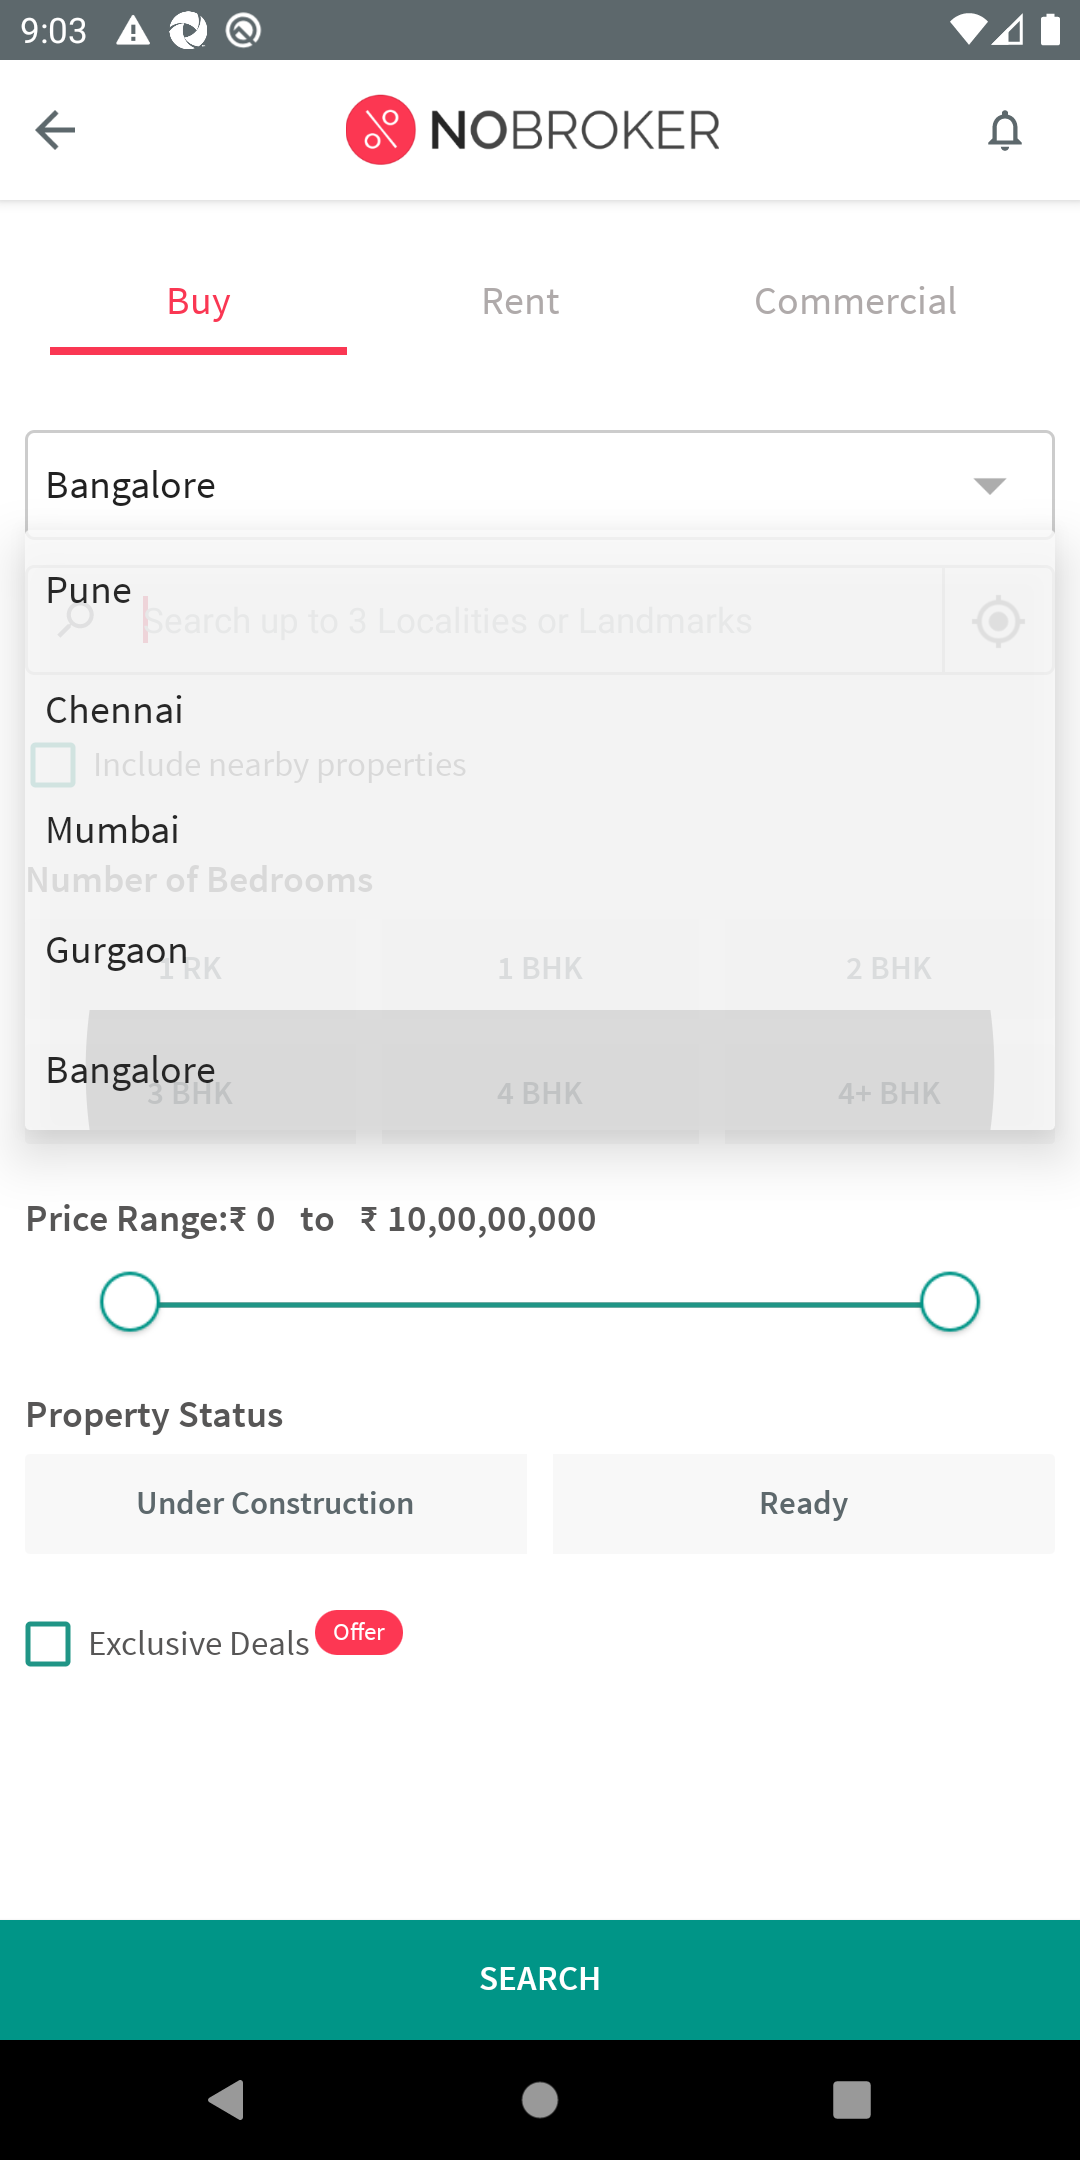 9:03
NOBROKER
Buy Rent Commercial
Bangalore
Pune
Search up to 3 Localities or Landmarks
Chennai
Include nearby properties
Mumbai
Number of Bedrooms
Gurgaon
1 RK 1 BHK 2 BHK
Bangalore
3 BHK 4 BHK 4+ BHK
Price Range:₹ 0 to ₹ 10,00,00,000
Property Status
Under Construction Ready
Exclusive Deals Offer
SEARCH